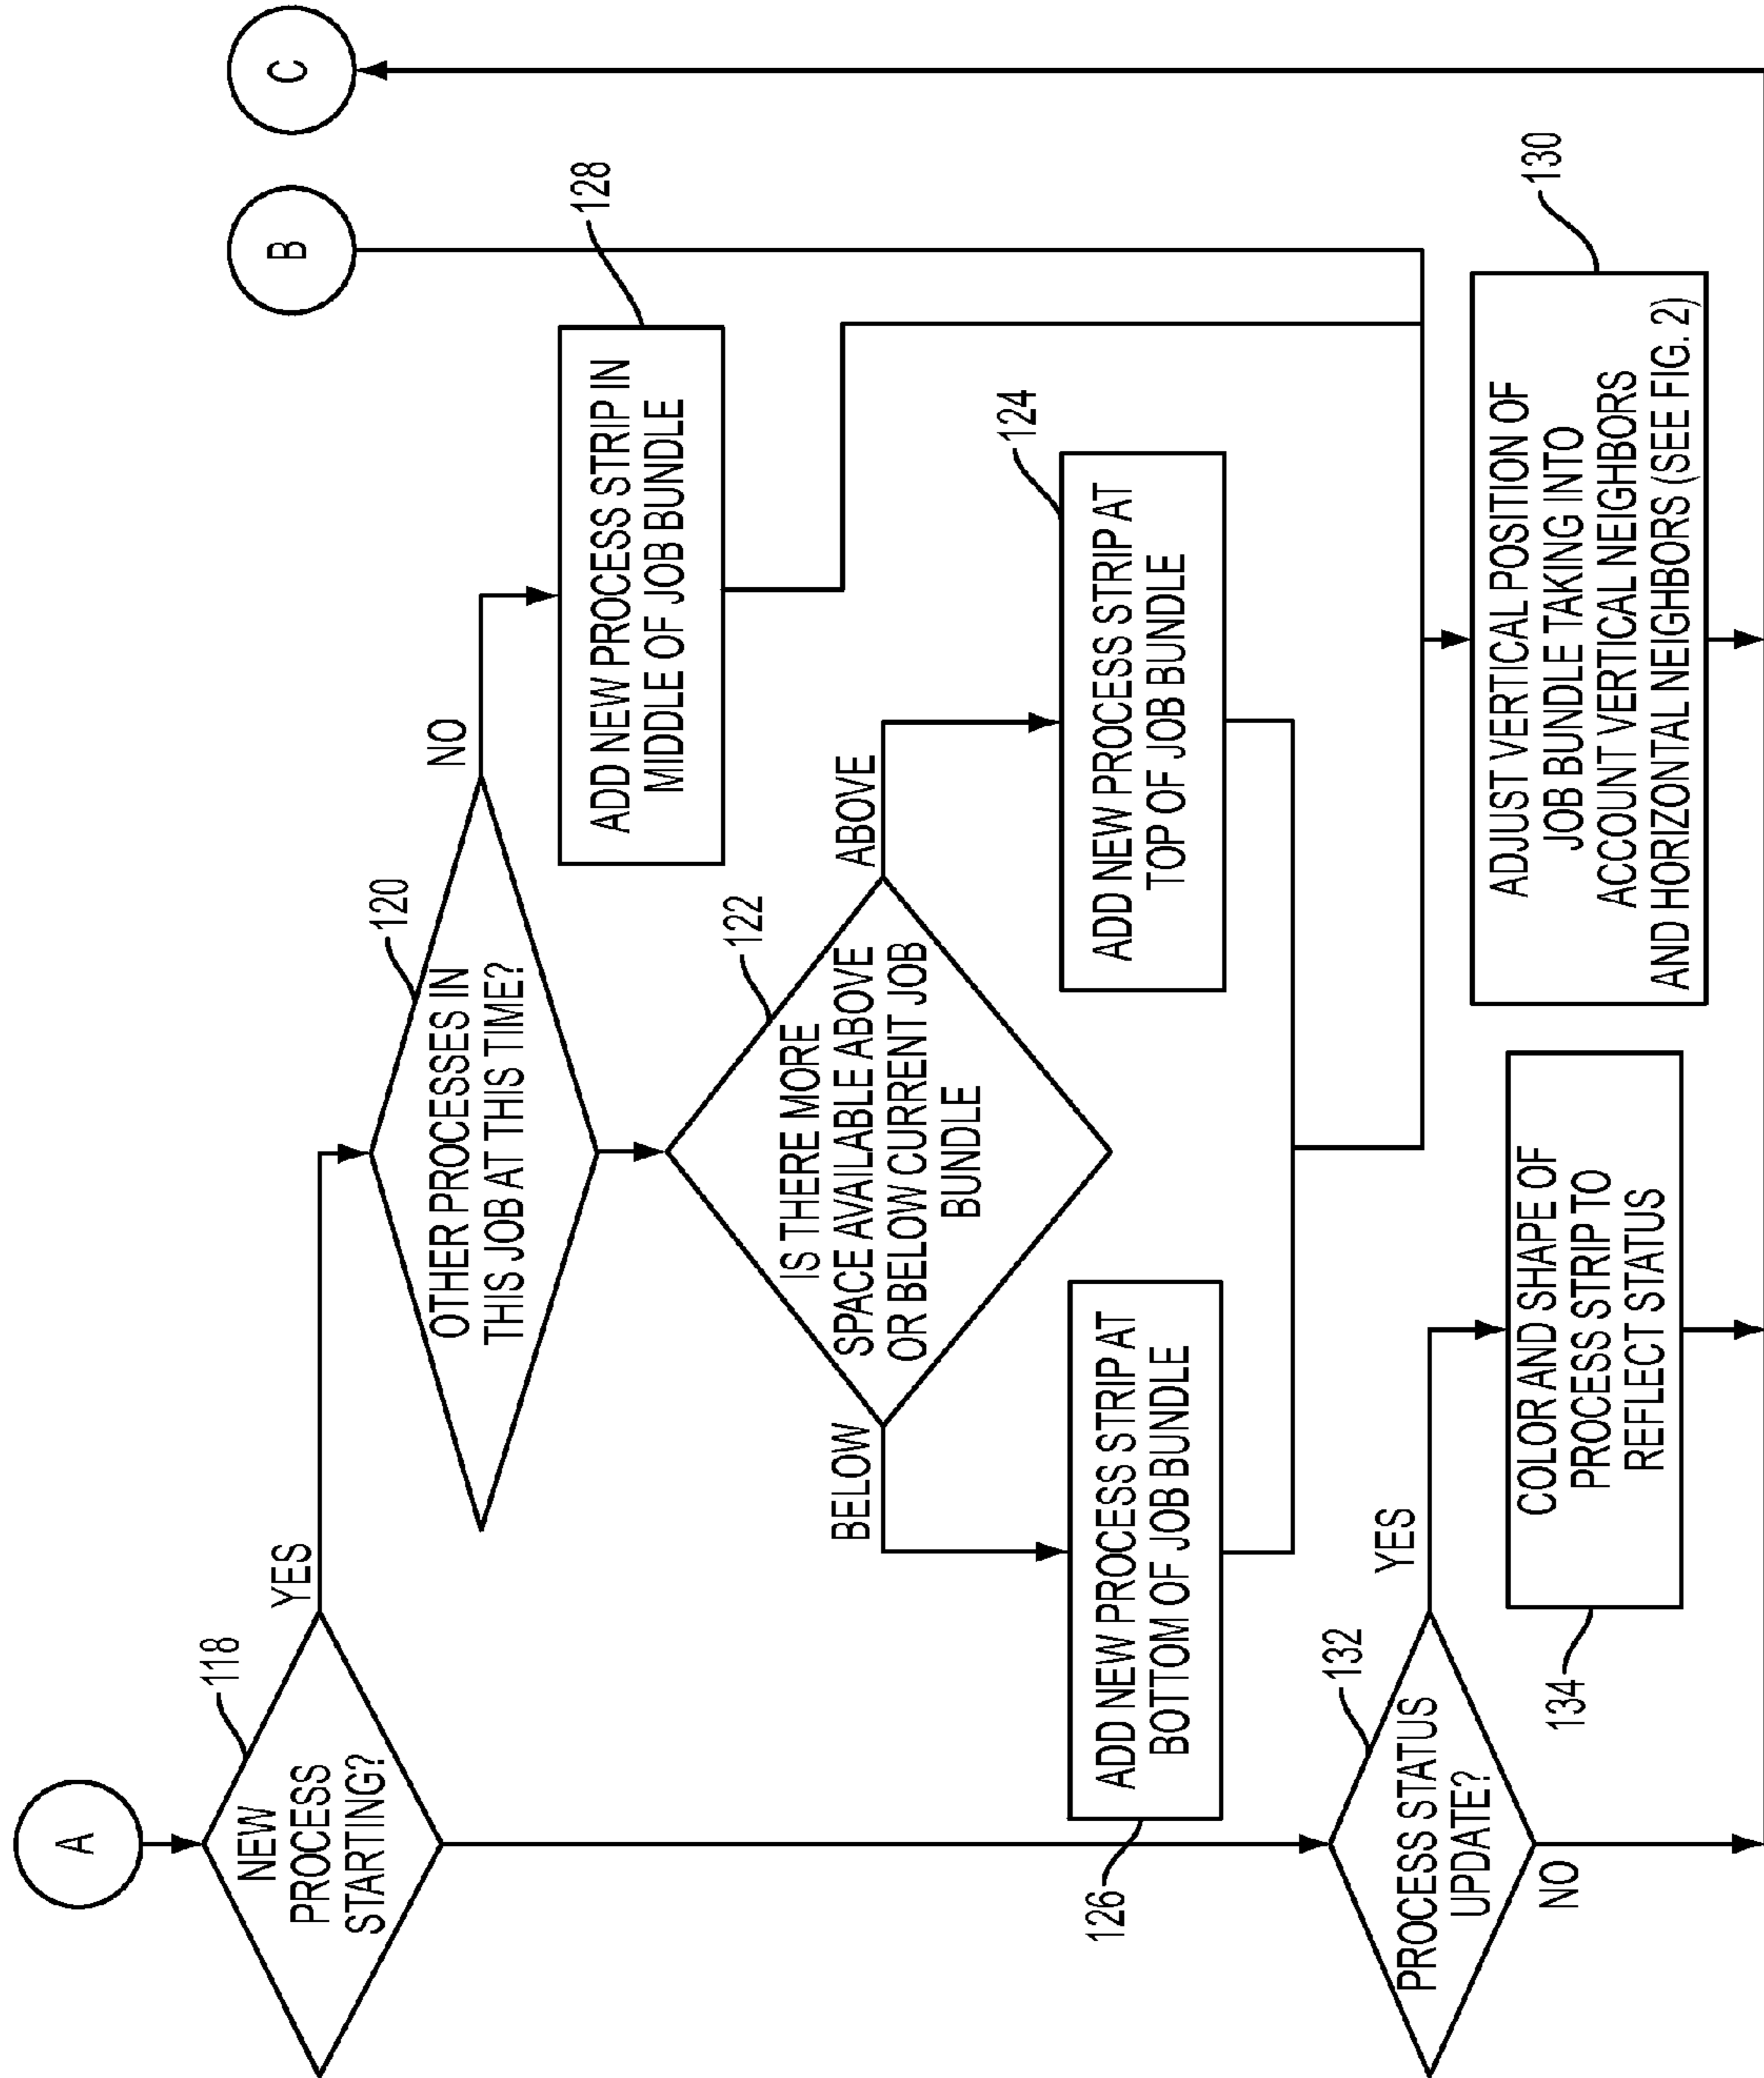 A
B
C
118
NEW
PROCESS
STARTING?
YES
120
OTHER PROCESSES IN
THIS JOB AT THIS TIME?
NO
128
ADD NEW PROCESS STRIP IN
MIDDLE OF JOB BUNDLE
122
IS THERE MORE
SPACE AVAILABLE ABOVE
OR BELOW CURRENT JOB
BUNDLE
BELOW
ABOVE
126
ADD NEW PROCESS STRIP AT
BOTTOM OF JOB BUNDLE
124
ADD NEW PROCESS STRIP AT
TOP OF JOB BUNDLE
132
PROCESS STATUS
UPDATE?
YES
NO
134
COLOR AND SHAPE OF
PROCESS STRIP TO
REFLECT STATUS
130
ADJUST VERTICAL POSITION OF
JOB BUNDLE TAKING INTO
ACCOUNT VERTICAL NEIGHBORS
AND HORIZONTAL NEIGHBORS (SEE FIG. 2)